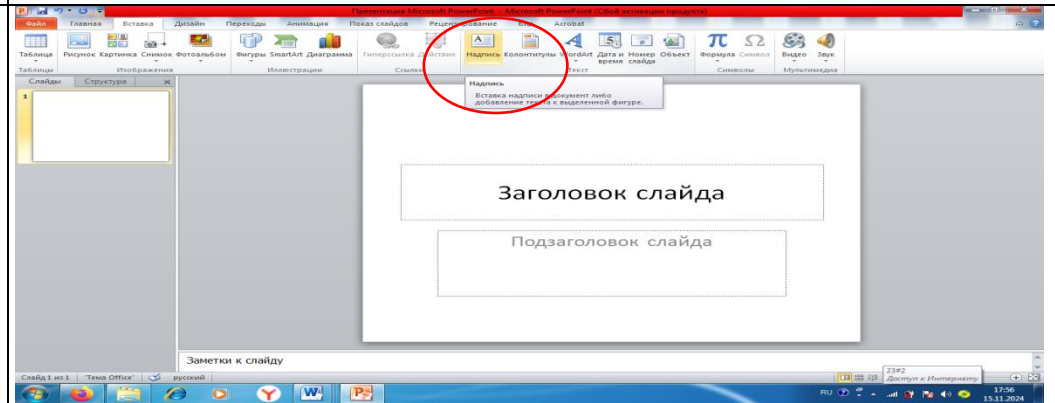 Презентация Microsoft PowerPoint - Microsoft PowerPoint (Сбой активации продукта)
Файл Главная Вставка Дизайн Переходы Анимация Показ слайдов Рецензирование Вид Acrobat
Таблица Рисунок Картинка Снимок Фотоальбом Фигуры SmartArt Диаграмма Гиперссылка Действие Надпись Колонтитулы WordArt Дата и время Номер слайда Объект Формула Символ Видео Звук
Таблицы Изображения Иллюстрации Ссылки Текст Символы Мультимедиа
Слайды Структура
Надпись
Вставка надписи в документ либо
добавление текста к выделенной фигуре.
1
Заголовок слайда
Подзаголовок слайда
Заметки к слайду
Слайд 1 из 1 "Тема Office" русский
23#2
Доступ к Интернету
RU 17:56
15.11.2024